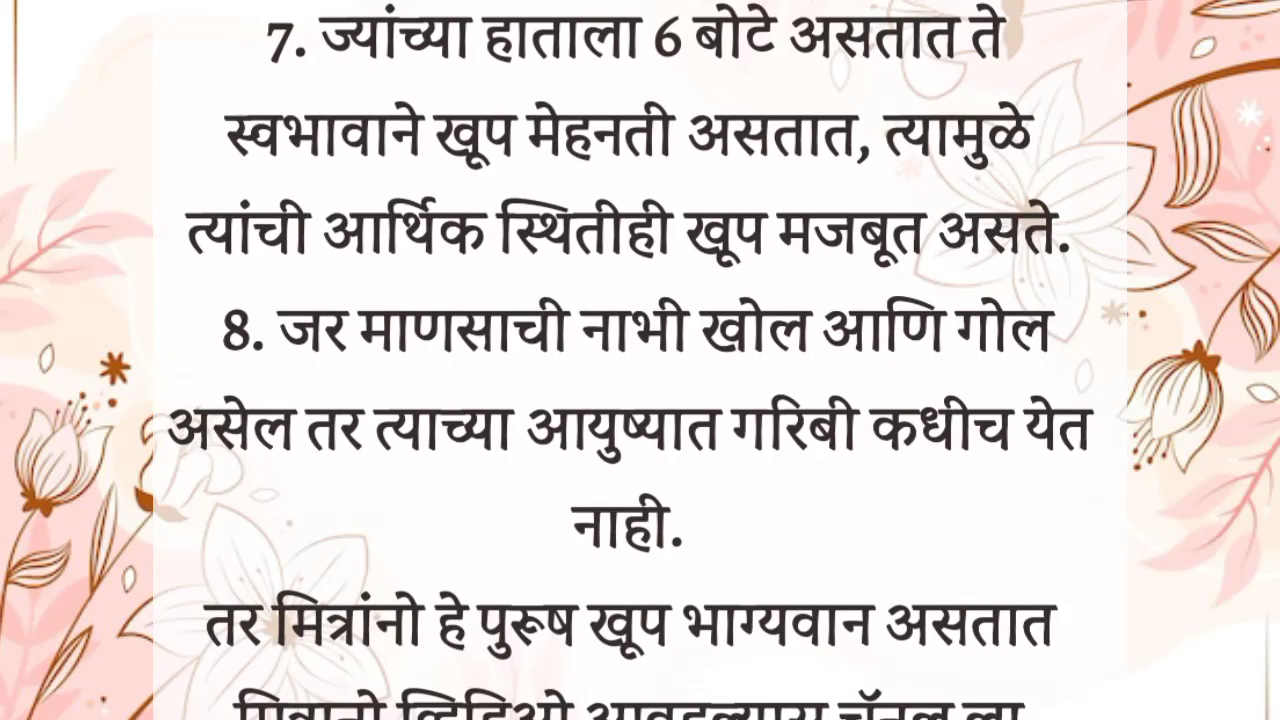 7. ज्यांच्या हाताला 6 बोटे असतात ते
स्वभावाने खूप मेहनती असतात, त्यामुळे
त्यांची आर्थिक स्थितीही खूप मजबूत असते.
8. जर माणसाची नाभी खोल आणि गोल
असेल तर त्याच्या आयुष्यात गरिबी कधीच येत
नाही.
तर मित्रांनो हे पुरूष खूप भाग्यवान असतात